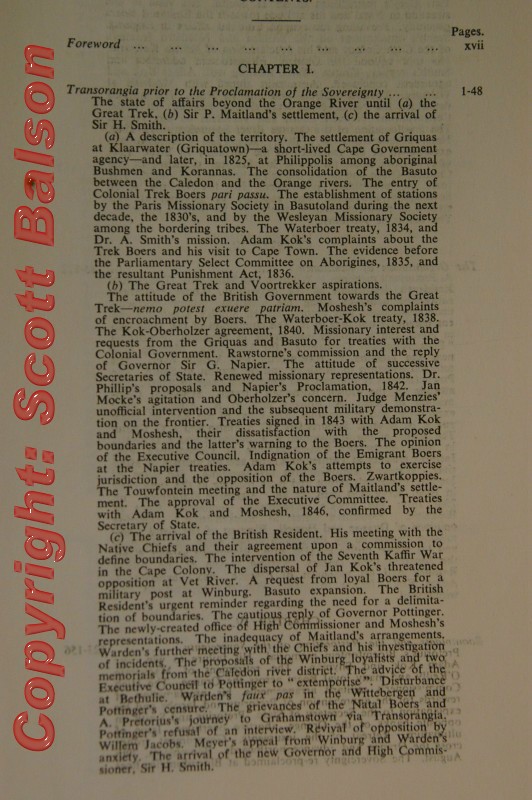 CONTENTS.
Pages.
Foreword ... ... ... ... ... ... ... ... ... xvii
CHAPTER I.
Transorangia prior to the Proclamation of the Sovereignty ... ... 1-48
The state of affairs beyond the Orange River until (a) the
Great Trek, (b) Sir P. Maitland's settlement, (c) the arrival of
Sir H. Smith.
(a) A description of the territory. The settlement of Griquas
at Klaarwater (Griquatown)—a short-lived Cape Government
agency—and later, in 1825, at Philippolis among aboriginal
Bushmen and Korannas. The consolidation of the Basuto
between the Caledon and the Orange rivers. The entry of
Colonial Trek Boers pari passu. The establishment of stations
by the Paris Missionary Society in Basutoland during the next
decade, the 1830's, and by the Wesleyan Missionary Society
among the bordering tribes. The Waterboer treaty, 1834, and
Dr. A. Smith's mission. Adam Kok's complaints about the
Trek Boers and his visit to Cape Town. The evidence before
the Parliamentary Select Committee on Aborigines, 1835, and
the resultant Punishment Act, 1836.
(b) The Great Trek and Voortrekker aspirations.
The attitude of the British Government towards the Great
Trek—nemo potest exuere patriam. Moshesh's complaints
of encroachment by Boers. The Waterboer-Kok treaty, 1838.
The Kok-Oberholzer agreement, 1840. Missionary interest and
requests from the Griquas and Basuto for treaties with the
Colonial Government. Rawstorne's commission and the reply
of Governor Sir G. Napier. The attitude of successive
Secretaries of State. Renewed missionary representations. Dr.
Phillip's proposals and Napier's Proclamation, 1842. Jan
Mocke's agitation and Oberholzer's concern. Judge Menzies'
unofficial intervention and the subsequent military demonstra-
tion on the frontier. Treaties signed in 1843 with Adam Kok
and Moshesh, their dissatisfaction with the proposed
boundaries and the latter's warning to the Boers. The opinion
of the Executive Council. Indignation of the Emigrant Boers
at the Napier treaties. Adam Kok's attempts to exercise
jurisdiction and the opposition of the Boers. Zwartkoppies.
The Touwfontein meeting and the nature of Maitland's settle-
ment. The approval of the Executive Committee. Treaties
with Adam Kok and Moshesh, 1846, confirmed by the
Secretary of State.
(c) The arrival of the British Resident. His meeting with the
Native Chiefs and their agreement upon a commission to
define boundaries. The intervention of the Seventh Kaffir War
in the Cape Colony. The dispersal of Jan Kok's threatened
opposition at Vet River. A request from loyal Boers for a
military post at Winburg. Basuto expansion. The British
Resident's urgent reminder regarding the need for a delimita-
tion of boundaries. The cautious reply of Governor Pottinger.
The newly-created office of High Commissioner and Moshesh's
representations. The inadequacy of Maitland's arrangements.
Warden's further meeting with the Chiefs and his investigation
of incidents. The proposals of the Winburg loyalists and two
memorials from the Caledon river district. The advice of the
Executive Council to Pottinger to "extemporise". Disturbance
at Bethulie. Warden's faux pas in the Wittebergen and
Pottinger's censure. The grievances of the Natal Boers and
A. Pretorius's journey to Grahamstown via Transorangia.
Pottinger's refusal of an interview. Revival of opposition by
Willem Jacobs. Meyer's appeal from Winburg and Warden's
anxiety. The arrival of the new Governor and High Commis-
sioner, Sir H. Smith.
Copyright: Scott Balson